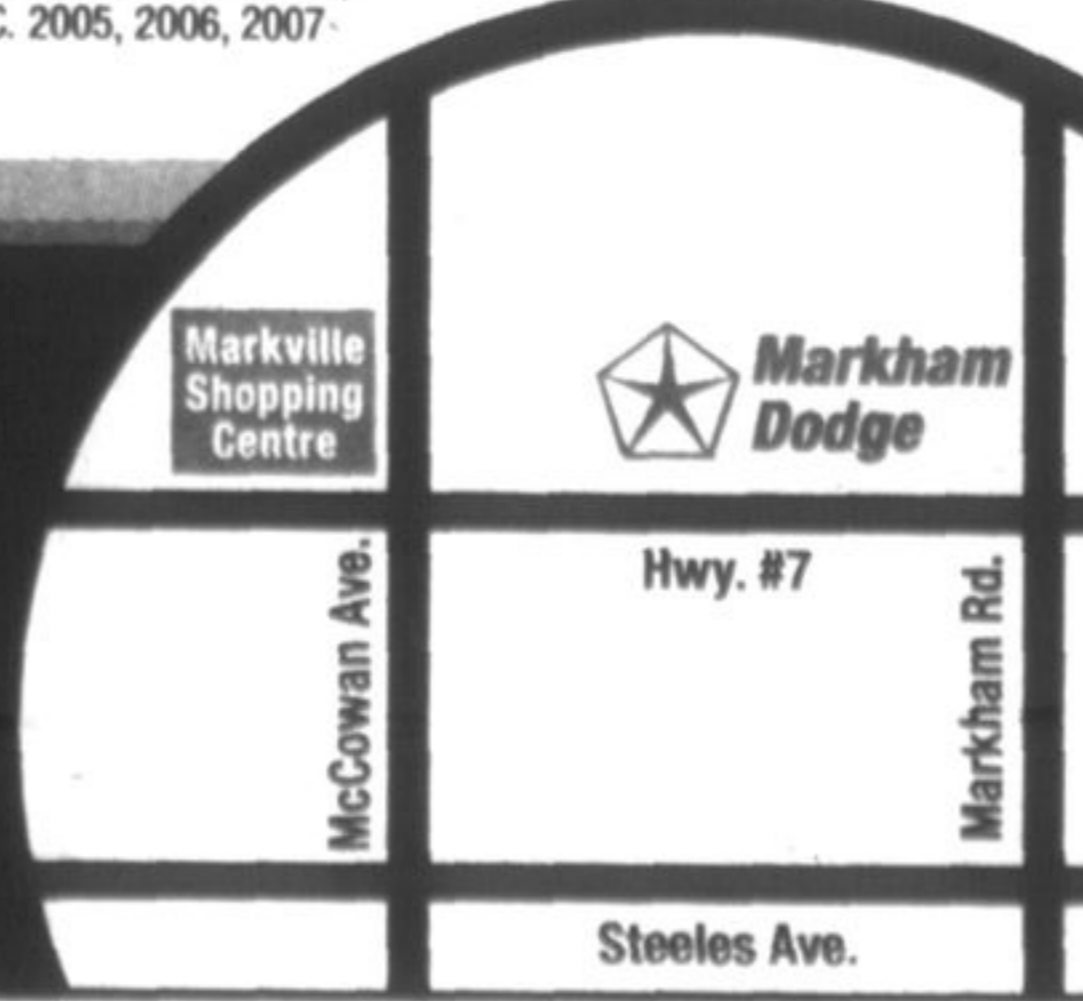 2005, 2006, 2007
Markville
Shopping
Centre
Markham
Dodge
Hwy. #7
McCowan Ave.
Markham Rd.
Steeles Ave.